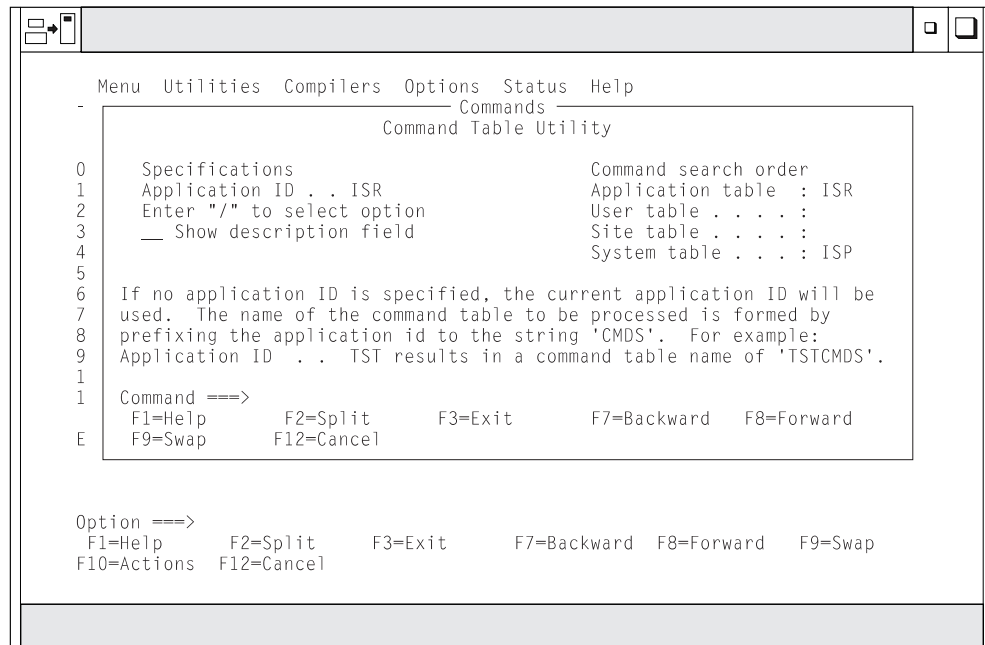 Menu Utilities Compilers Options Status Help
- Commands
Command Table Utility
0 Specifications Command search order
1 Application ID . . ISR Application table : ISR
2 Enter "/" to select option User table . . . . :
3 __ Show description field Site table . . . . :
4 System table . . . : ISP
5
6 If no application ID is specified, the current application ID will be
7 used. The name of the command table to be processed is formed by
8 prefixing the application id to the string 'CMDS'. For example:
9 Application ID . . TST results in a command table name of 'TSTCMDS'.
1
1 Command ===>
F1=Help F2=Split F3=Exit F7=Backward F8=Forward
E F9=Swap F12=Cancel
Option ===>
F1=Help F2=Split F3=Exit F7=Backward F8=Forward F9=Swap
F10=Actions F12=Cancel